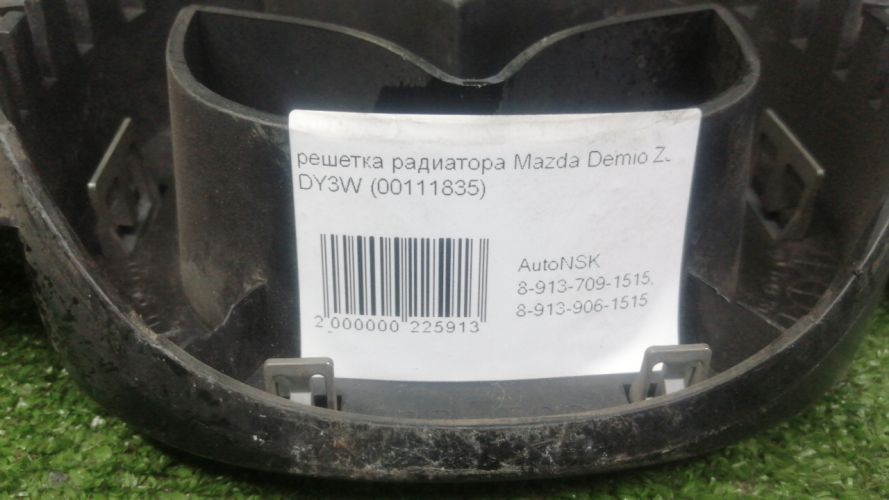 решетка радиатора Mazda Demio
DY3W (00111835)
AutoNSK
8-913-709-1515,
8-913-906-1515
2 000000 225913